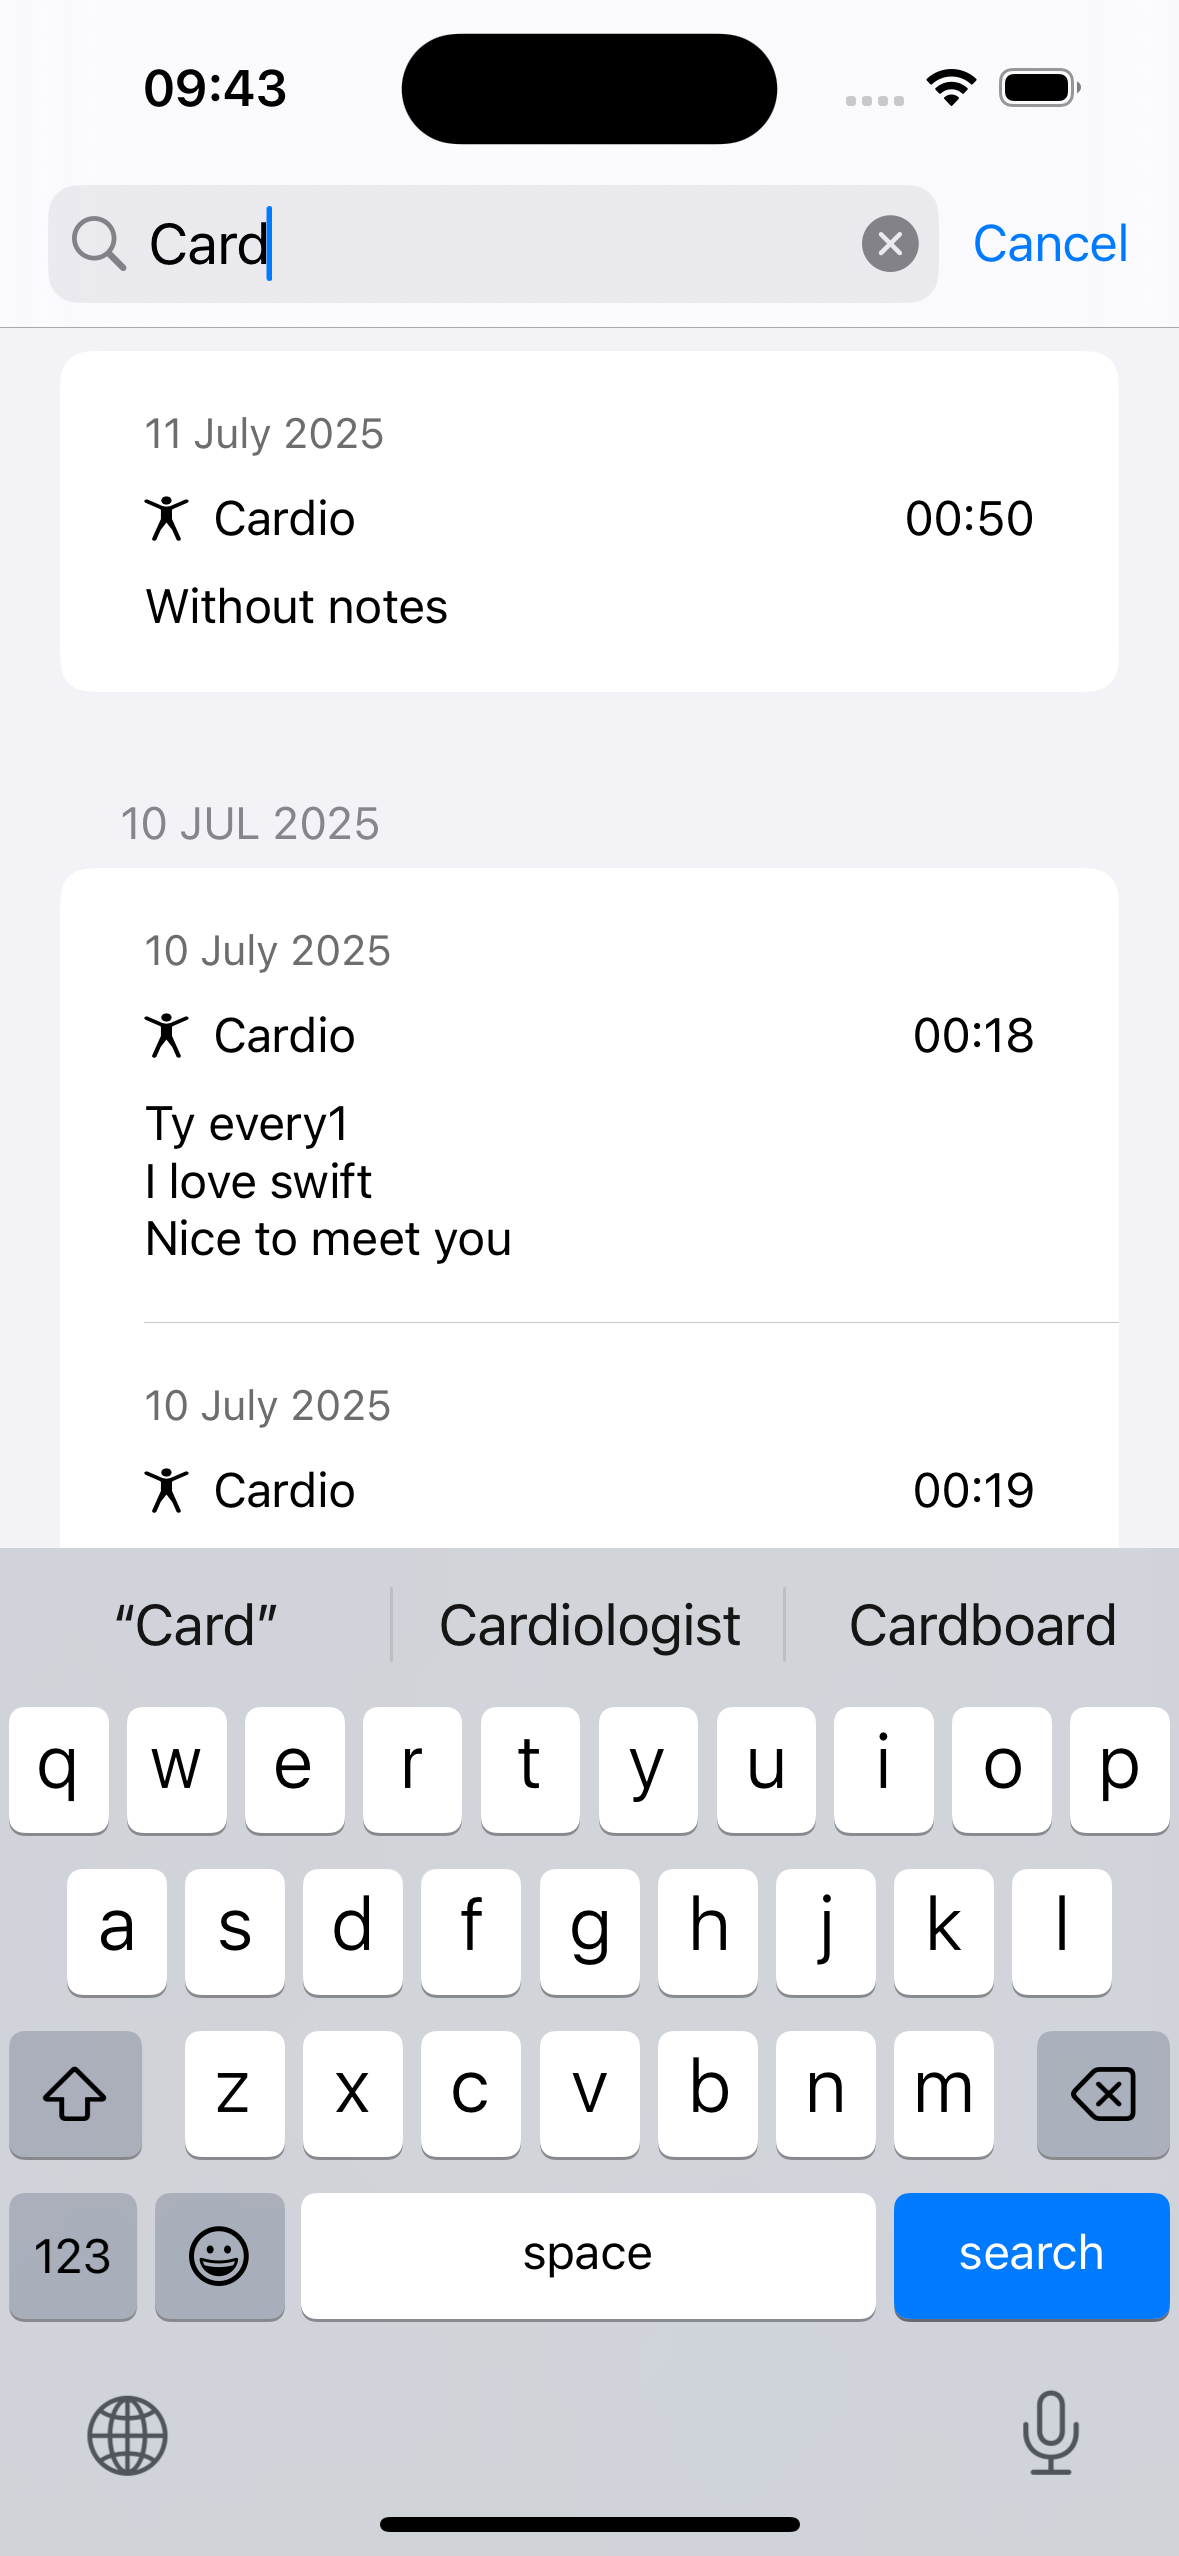 09:43
Card
Cancel
11 July 2025
Cardio 00:50
Without notes
10 JUL 2025
10 July 2025
Cardio 00:18
Ty every1
I love swift
Nice to meet you
10 July 2025
Cardio 00:19
“Card” Cardiologist Cardboard
q w e r t y u i o p
a s d f g h j k l
z x c v b n m
123 space search